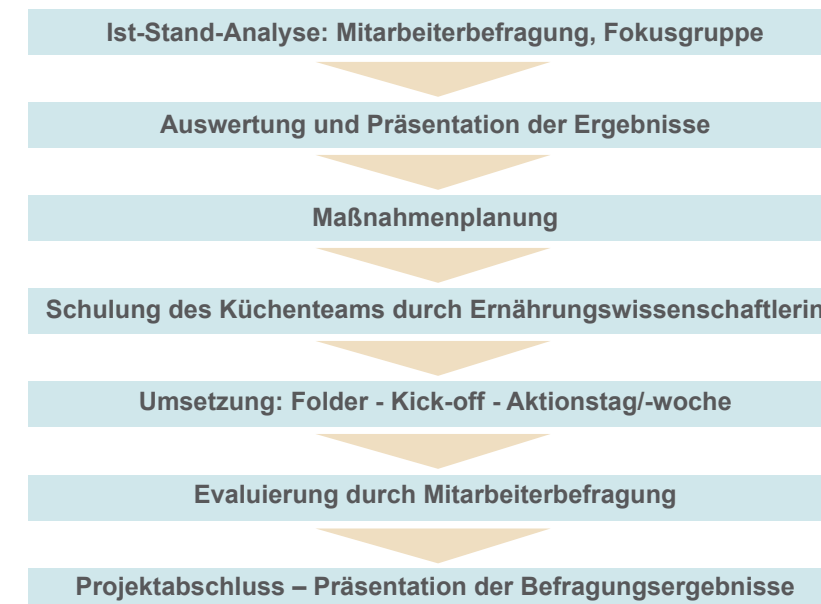 Ist-Stand-Analyse: Mitarbeiterbefragung, Fokusgruppe
Auswertung und Präsentation der Ergebnisse
Maßnahmenplanung
Schulung des Küchenteams durch Ernährungswissenschaftlerin
Umsetzung: Folder - Kick-off - Aktionstag/-woche
Evaluierung durch Mitarbeiterbefragung
Projektabschluss – Präsentation der Befragungsergebnisse